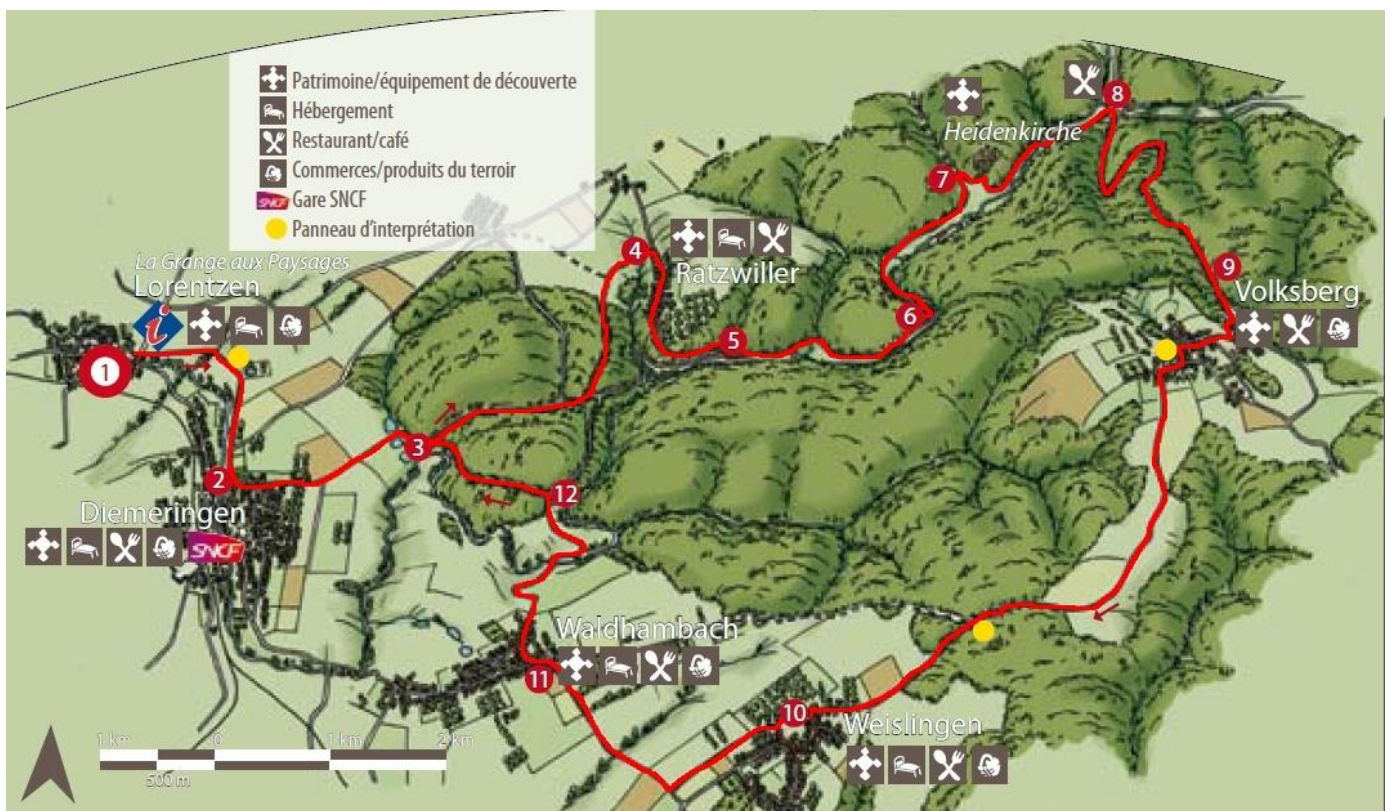 Patrimoine/équipement de découverte
Hébergement
Restaurant/café
Commerces/produits du terroir
SNCF Gare SNCF
Panneau d'interprétation
La Grange aux Paysages
Lorentzen
i
1
2
Diemeringen
SNCF
3
4
Ratzwiller
5
6
7
Heidenkirche
8
9
Volksberg
10
Weislingen
11
Waldhambach
12
1 km 0 1 km 2 km
500 m